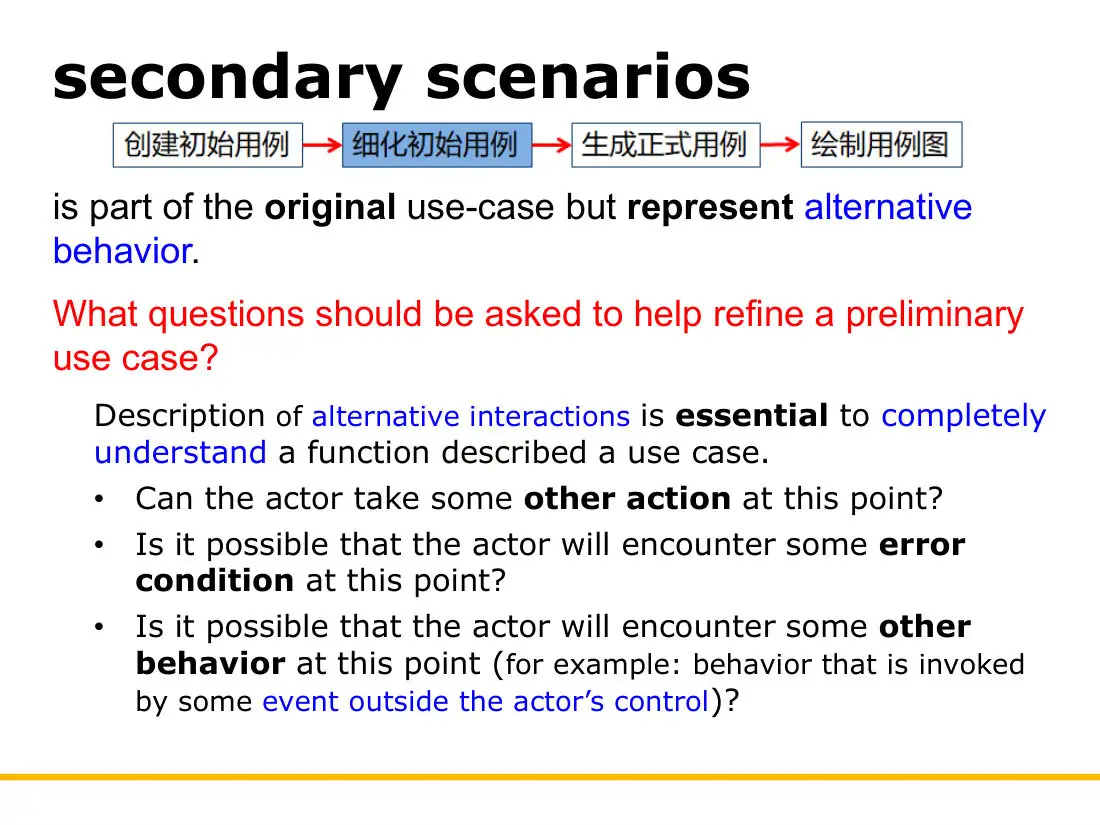 secondary scenarios
创建初始用例 细化初始用例 生成正式用例 绘制用例图
is part of the original use-case but represent alternative
behavior.
What questions should be asked to help refine a preliminary
use case?
Description of alternative interactions is essential to completely
understand a function described a use case.
• Can the actor take some other action at this point?
• Is it possible that the actor will encounter some error
condition at this point?
• Is it possible that the actor will encounter some other
behavior at this point (for example: behavior that is invoked
by some event outside the actor’s control)?